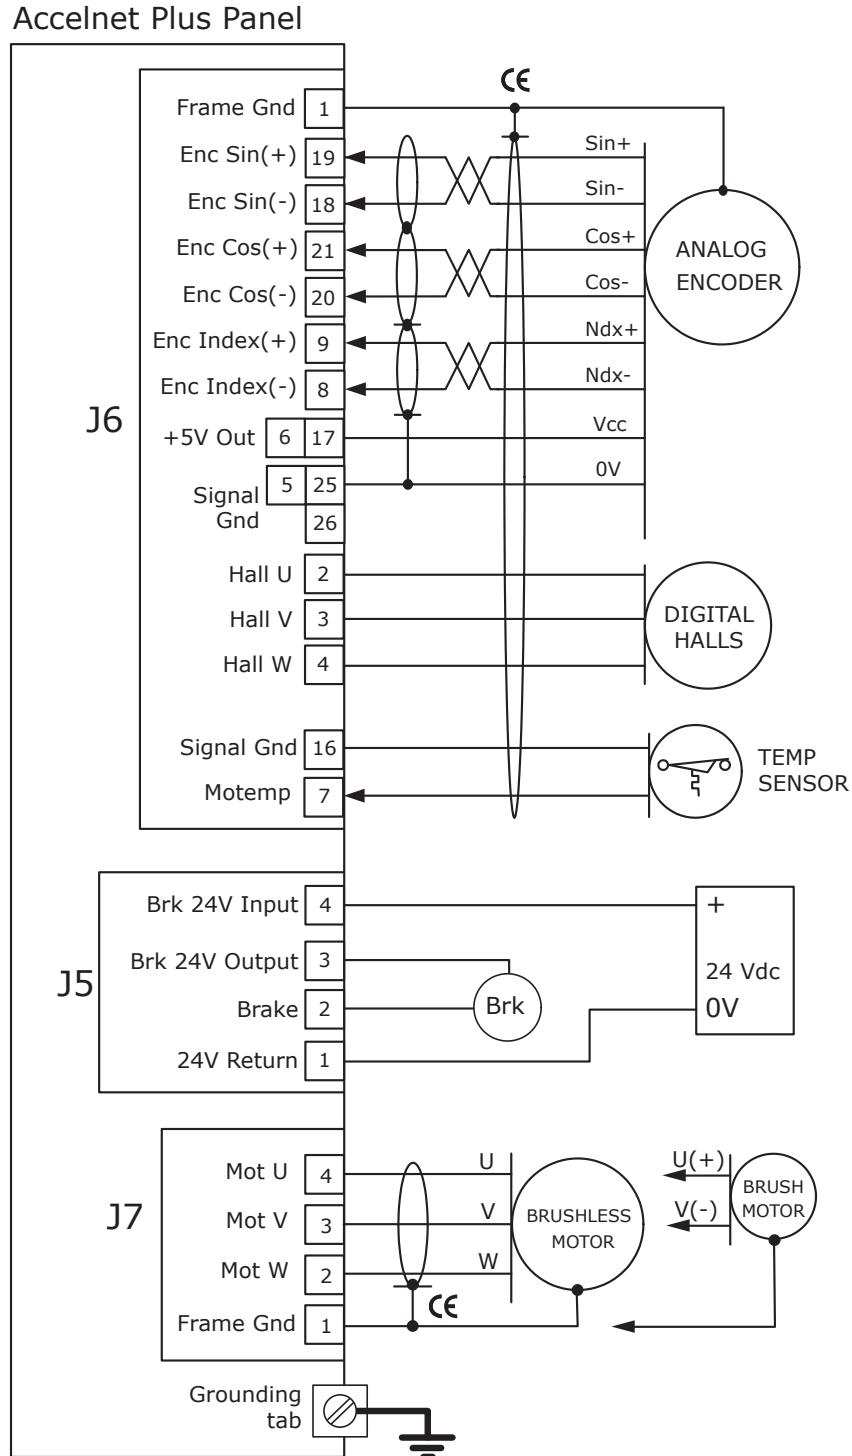 Accelnet Plus Panel
CE
Frame Gnd 1
Enc Sin(+) 19 Sin+
Enc Sin(-) 18 Sin-
Enc Cos(+) 21 Cos+
Enc Cos(-) 20 Cos-
ANALOG
ENCODER
Enc Index(+) 9 Ndx+
Enc Index(-) 8 Ndx-
J6
+5V Out 6 17 Vcc
5 25 0V
Signal
Gnd 26
Hall U 2
Hall V 3
Hall W 4
DIGITAL
HALLS
Signal Gnd 16
Motemp 7
TEMP
SENSOR
J5
Brk 24V Input 4
Brk 24V Output 3
Brake 2
24V Return 1
Brk
+
24 Vdc
0V
J7
Mot U 4 U
Mot V 3 V
Mot W 2 W
BRUSHLESS
MOTOR
U(+)
V(-)
BRUSH
MOTOR
CE
Frame Gnd 1
Grounding
tab